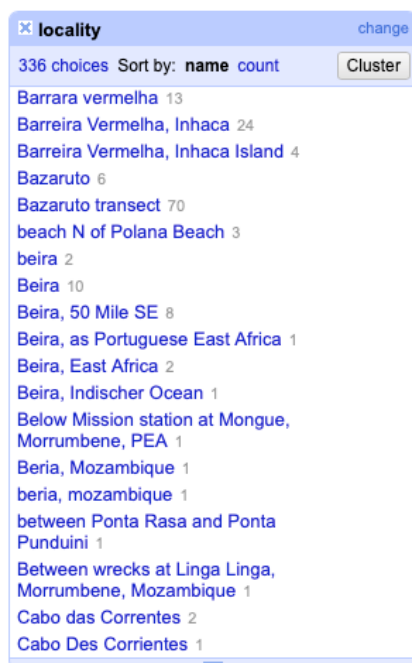 locality change
336 choices Sort by: name count Cluster
Barrara vermelha 13
Barreira Vermelha, Inhaca 24
Barreira Vermelha, Inhaca Island 4
Bazaruto 6
Bazaruto transect 70
beach N of Polana Beach 3
beira 2
Beira 10
Beira, 50 Mile SE 8
Beira, as Portuguese East Africa 1
Beira, East Africa 2
Beira, Indischer Ocean 1
Below Mission station at Mongue,
Morrumbene, PEA 1
Beria, Mozambique 1
beria, mozambique 1
between Ponta Rasa and Ponta
Punduini 1
Between wrecks at Linga Linga,
Morrumbene, Mozambique 1
Cabo das Correntes 2
Cabo Des Corrientes 1